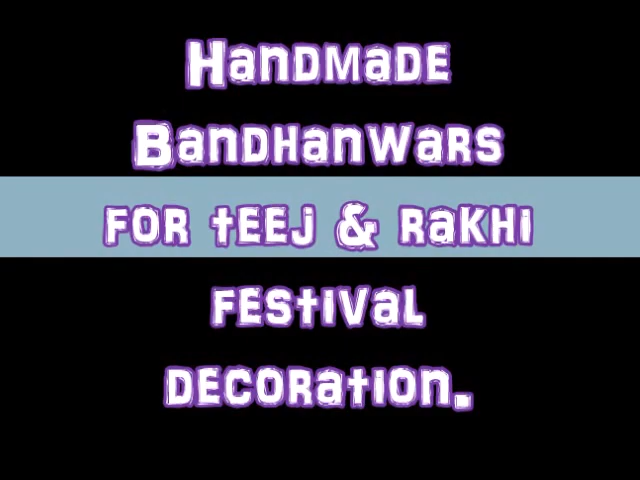 Handmade
Bandhanwars
for teej & rakhi
festival
decoration.